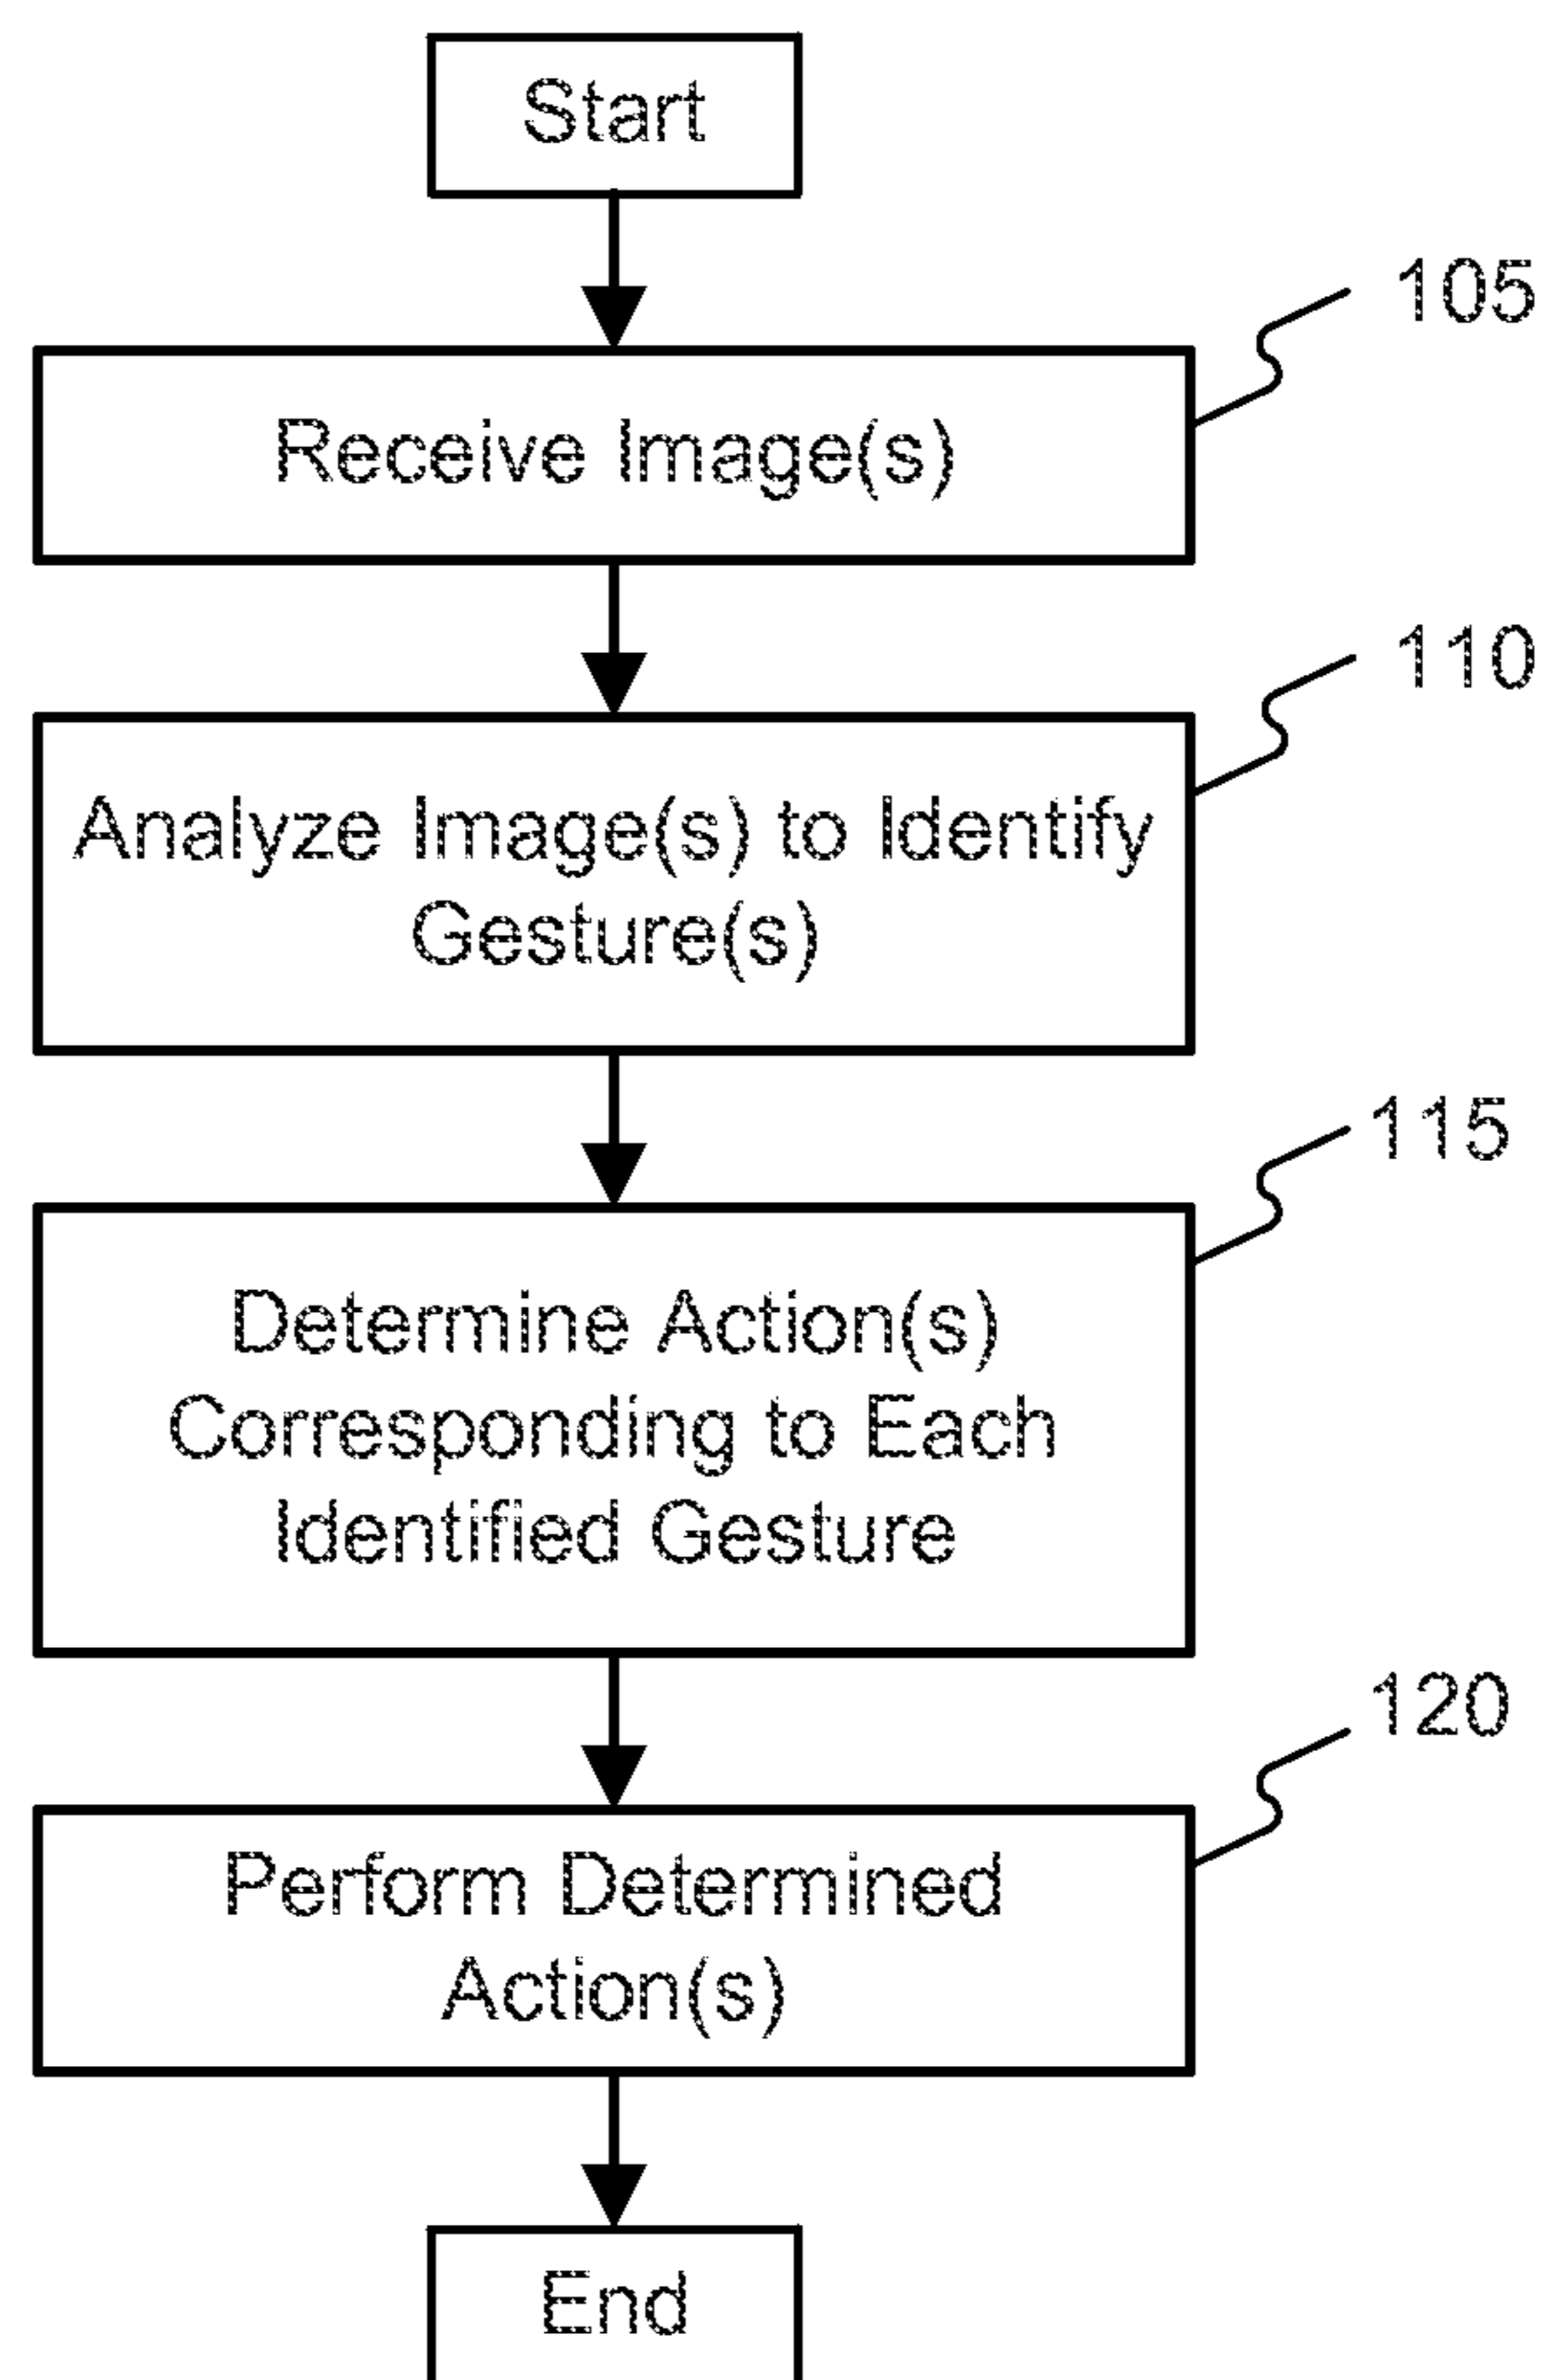 Start
105
Receive Image(s)
110
Analyze Image(s) to Identify
Gesture(s)
115
Determine Action(s)
Corresponding to Each
Identified Gesture
120
Perform Determined
Action(s)
End